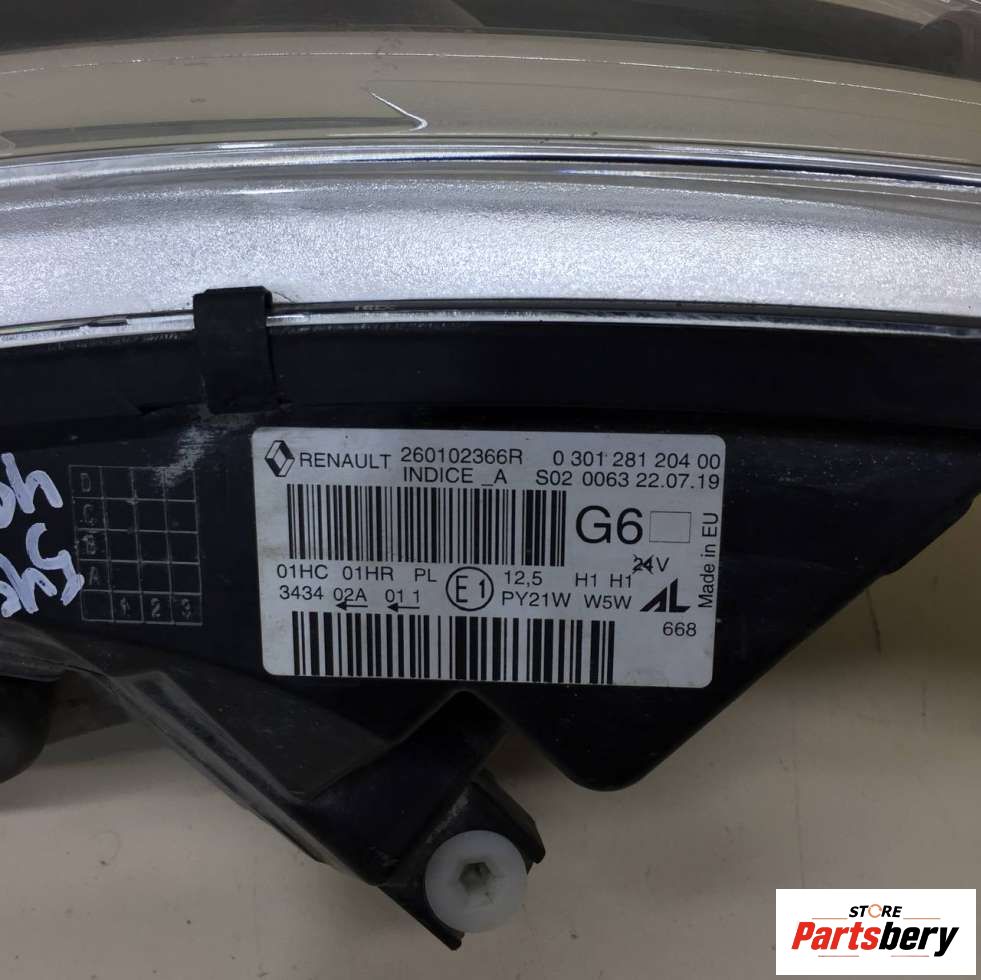 RENAULT 260102366R 0 301 281 204 00
INDICE _A S02 0063 22.07.19
G6
24V
Made in EU
01HC 01HR PL E1 12,5 H1 H1
3434 02A 01 1 PY21W W5W AL
668
D
C
B
A
1 2 3
STORE
Partsbery